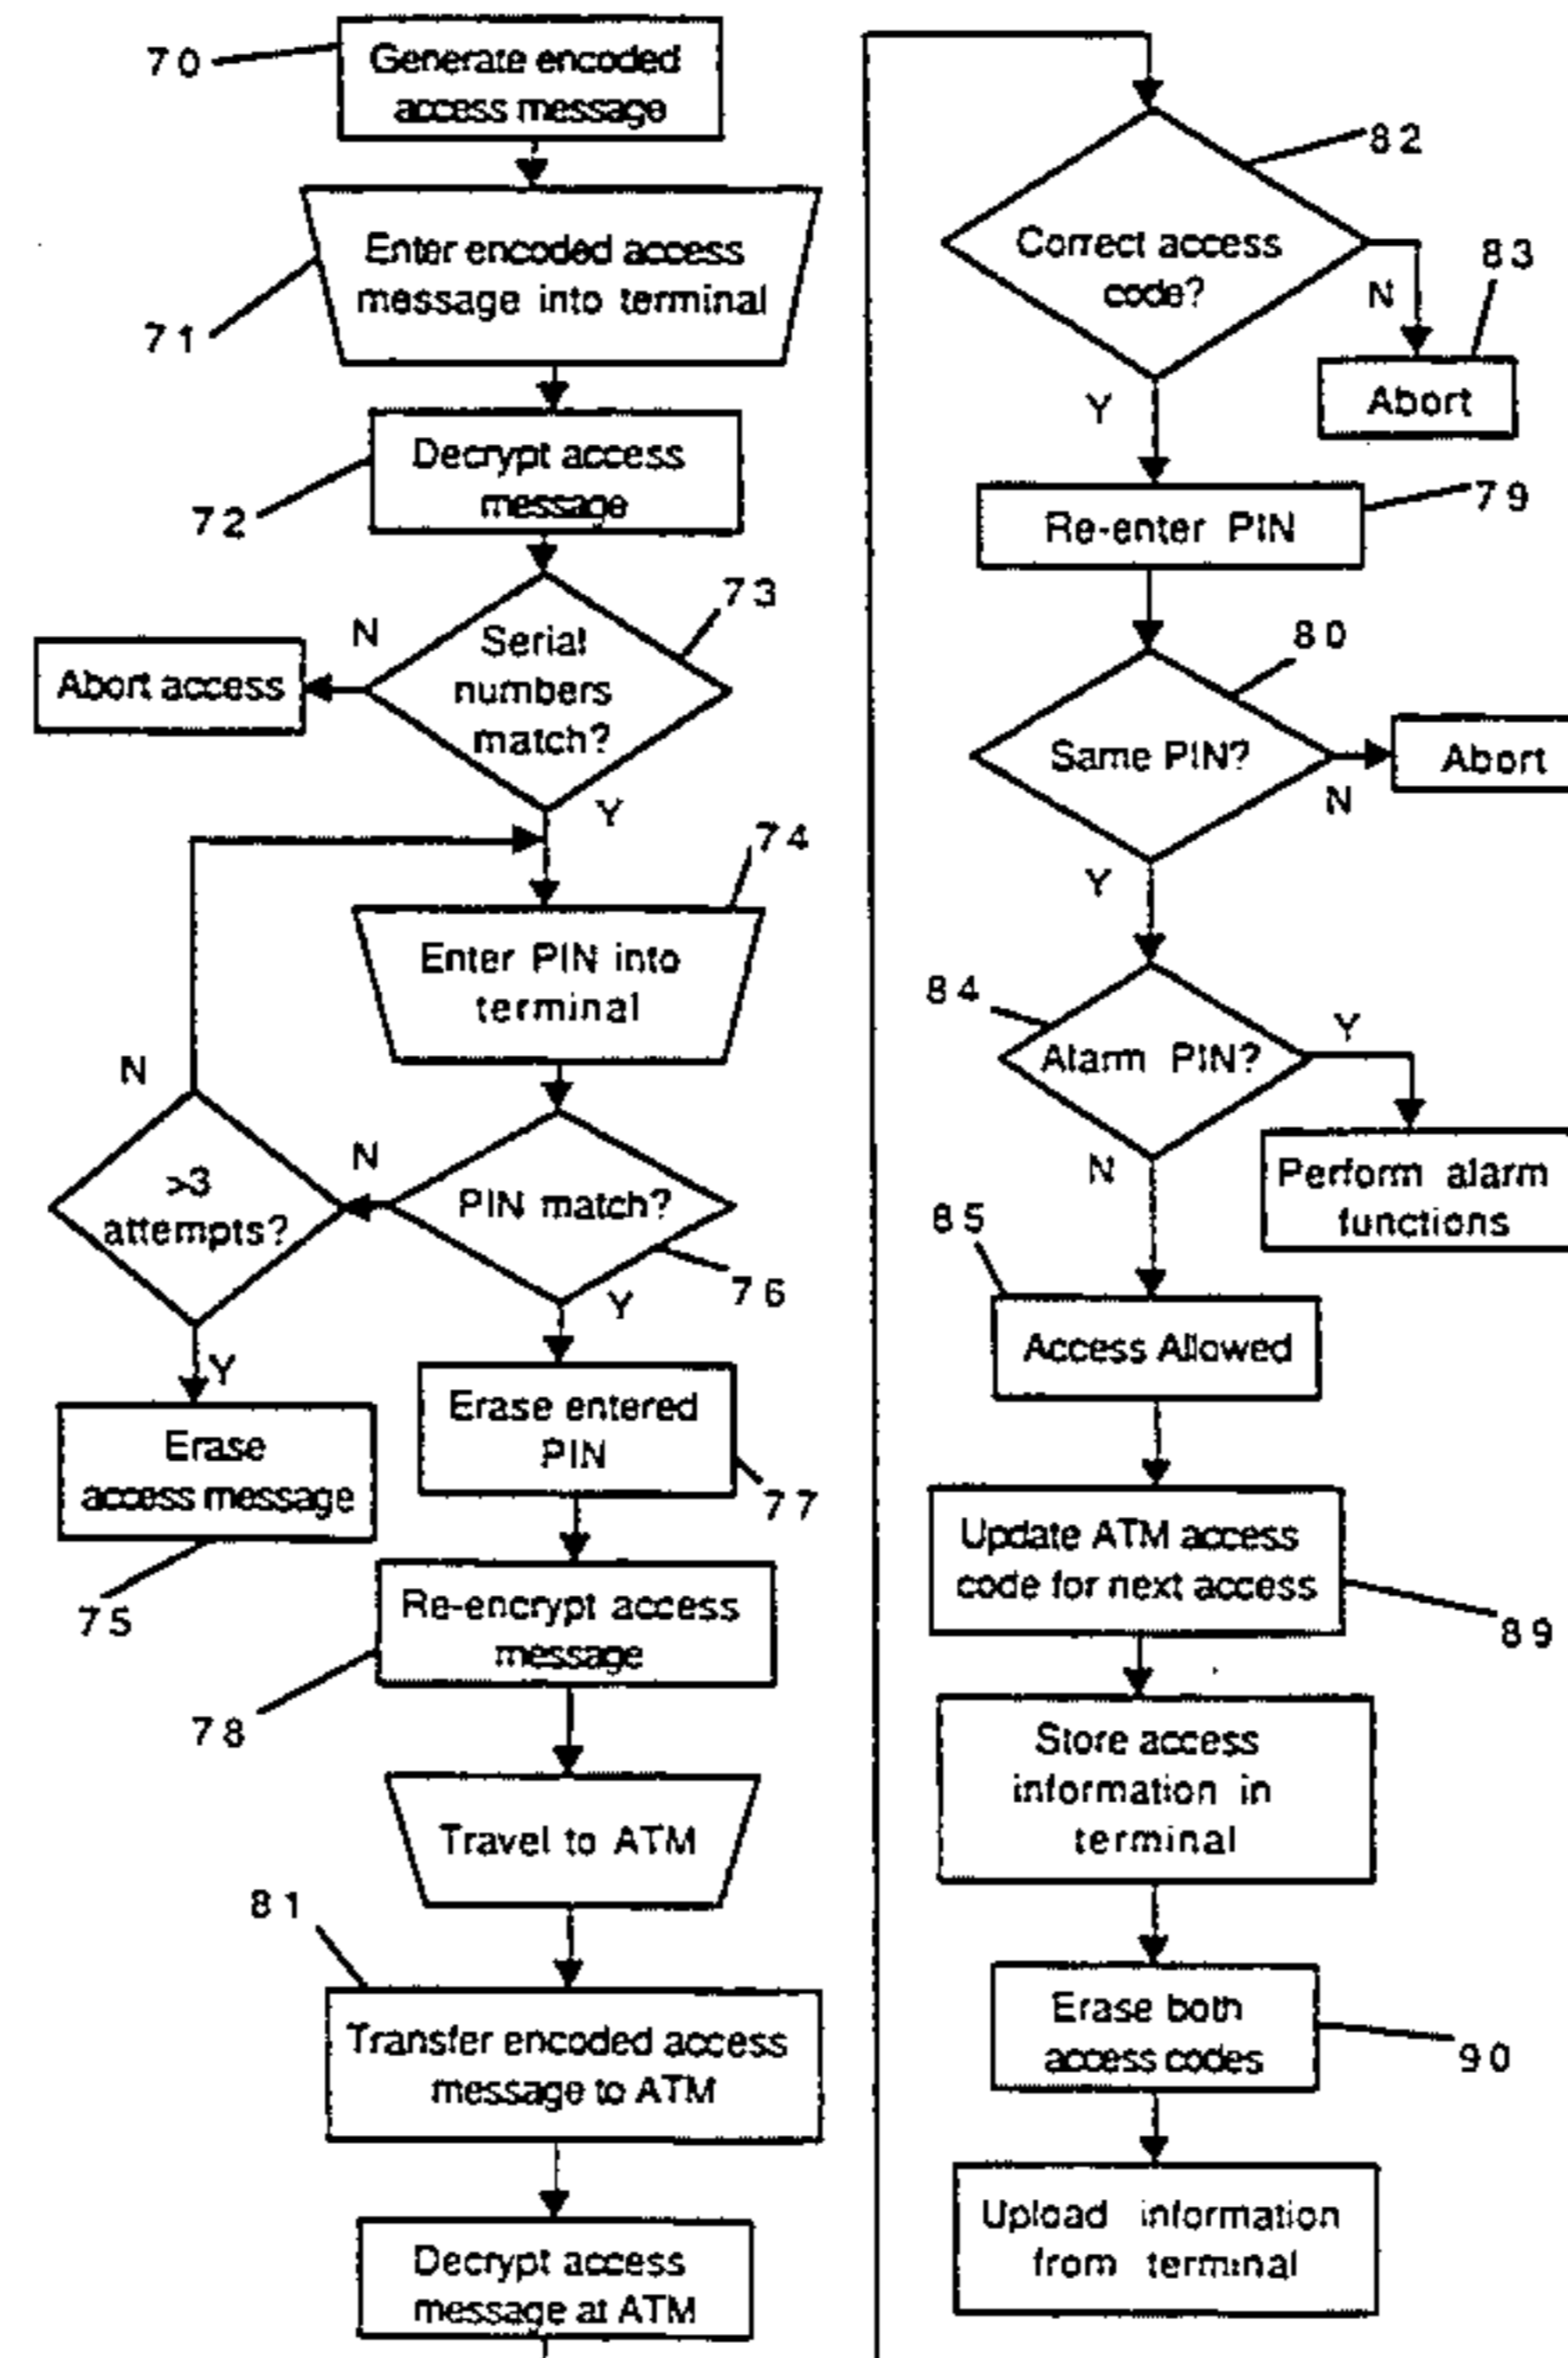 70
Generate encoded
access message
71
Enter encoded access
message into terminal
72
Decrypt access
message
73
Serial
numbers
match?
N
Abort access
Y
74
Enter PIN into
terminal
N
>3
attempts?
N
PIN match?
76
Y
Y
Erase
access message
75
Erase entered
PIN
77
Re-encrypt access
message
78
Travel to ATM
81
Transfer encoded access
message to ATM
Decrypt access
message at ATM
82
Correct access
code?
N
83
Abort
Y
Re-enter PIN
79
80
Same PIN?
N
Abort
Y
84
Alarm PIN?
Y
Perform alarm
functions
N
85
Access Allowed
Update ATM access
code for next access
89
Store access
information in
terminal
Erase both
access codes
90
Upload information
from terminal